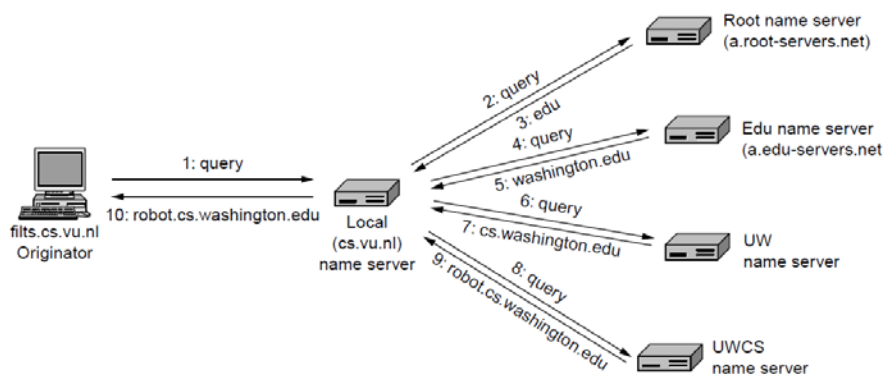 Root name server
(a.root-servers.net)
2: query
3: edu
4: query
Edu name server
(a.edu-servers.net
1: query
5: washington.edu
6: query
10: robot.cs.washington.edu
filts.cs.vu.nl
Originator
Local
(cs.vu.nl)
name server
7: cs.washington.edu
UW
name server
8: query
9: robot.cs.washington.edu
UWCS
name server